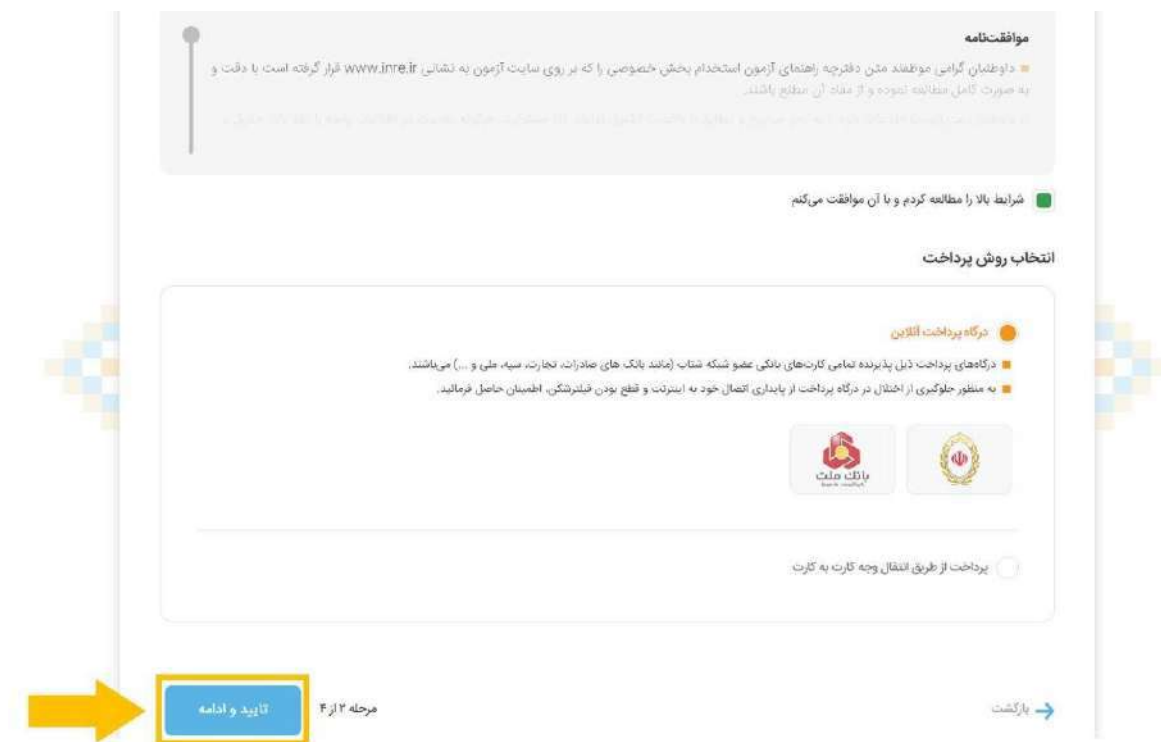 موافقت‌نامه
داوطلبان گرامی موظفند متن دفترچه راهنمای آزمون استخدام بخش خصوصی را که بر روی سایت آزمون به نشانی www.inre.ir قرار گرفته است با دقت و
به صورت کامل مطالعه نموده و از مفاد آن مطلع باشند.
شرایط بالا را مطالعه کردم و با آن موافقت می‌کنم
انتخاب روش پرداخت
درگاه پرداخت آنلاین
درگاه‌های پرداخت ذیل پذیرنده تمامی کارت‌های بانکی عضو شبکه شتاب (مانند بانک های صادرات، تجارت، سپه، ملی و ...) می‌باشند.
به منظور جلوگیری از اختلال در درگاه پرداخت از پایداری اتصال خود به اینترنت و قطع بودن فیلترشکن، اطمینان حاصل فرمائید.
بانک ملت
پرداخت از طریق انتقال وجه کارت به کارت
بازگشت
مرحله ۲ از ۴
تایید و ادامه